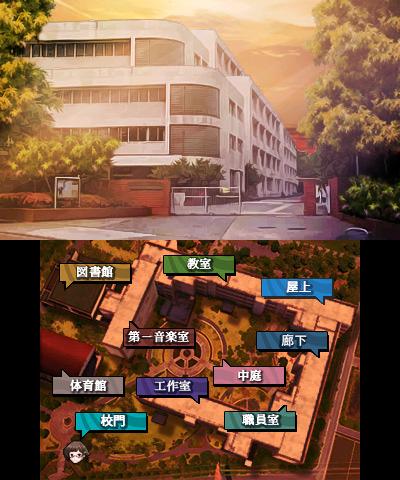 図書館
教室
屋上
第一音楽室
廊下
体育館
工作室
中庭
校門
職員室